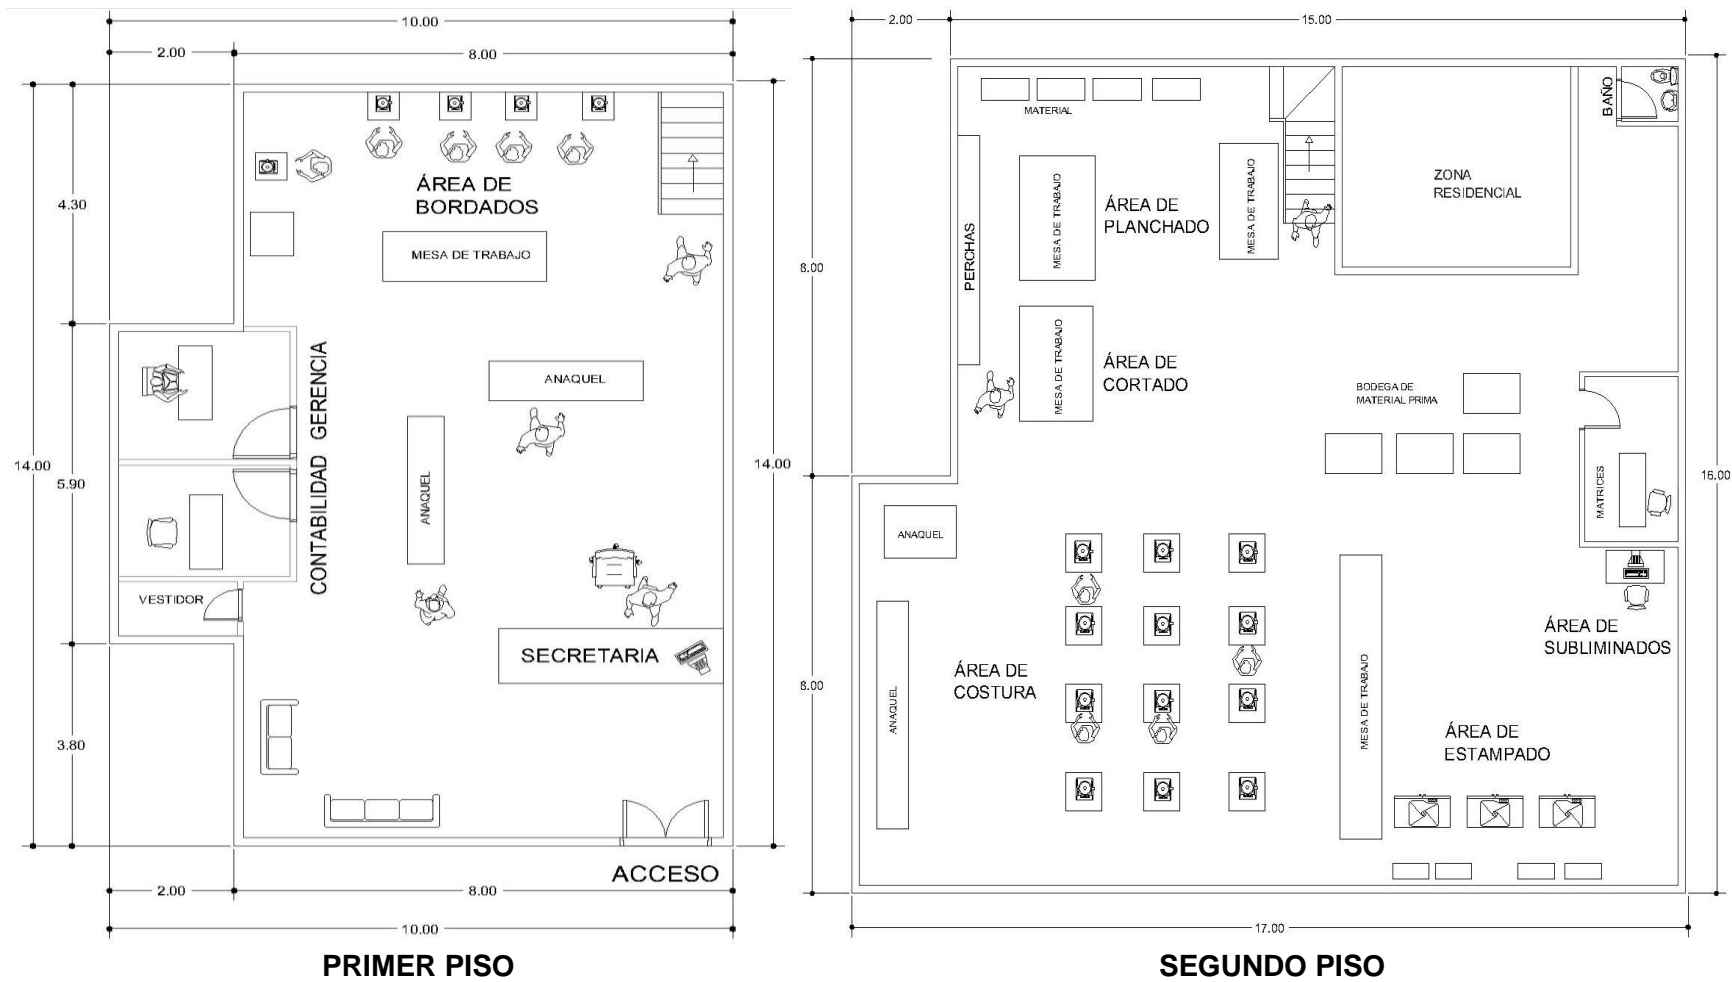 10.00
2.00
8.00
4.30
14.00
5.90
3.80
14.00
ÁREA DE
BORDADOS
MESA DE TRABAJO
ANAQUEL
ANAQUEL
CONTABILIDAD GERENCIA
VESTIDOR
SECRETARIA
ACCESO
2.00
8.00
10.00
PRIMER PISO
2.00
15.00
8.00
8.00
16.00
MATERIAL
PERCHAS
MESA DE TRABAJO
ÁREA DE
PLANCHADO
MESA DE TRABAJO
ZONA
RESIDENCIAL
BAÑO
MESA DE TRABAJO
ÁREA DE
CORTADO
BODEGA DE
MATERIAL PRIMA
MATRICES
ANAQUEL
ANAQUEL
ÁREA DE
COSTURA
MESA DE TRABAJO
ÁREA DE
SUBLIMINADOS
ÁREA DE
ESTAMPADO
17.00
SEGUNDO PISO